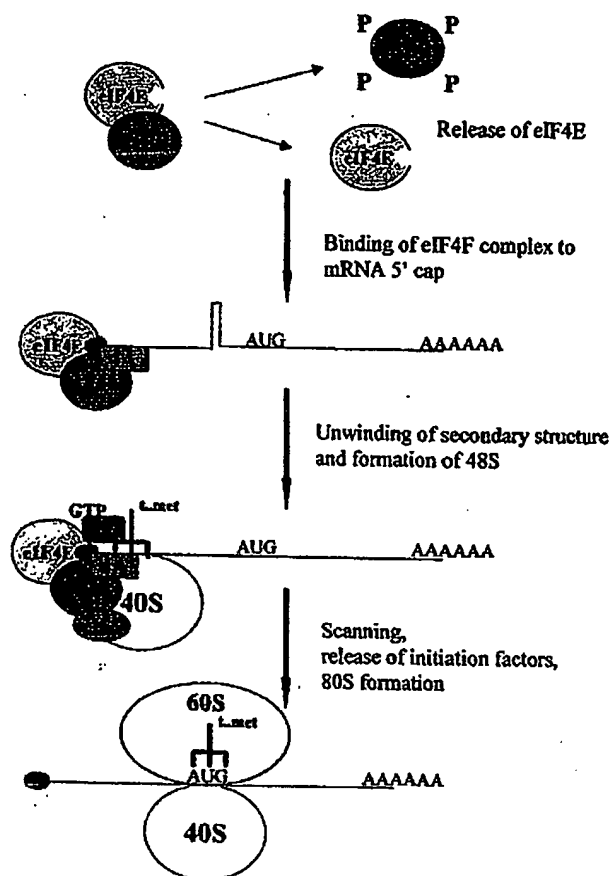 P P
eIF4E
P P
Release of eIF4E
eIF4E
Binding of eIF4F complex to
mRNA 5' cap
eIF4E
AUG
AAAAAA
Unwinding of secondary structure
and formation of 48S
GTP
t..met
eIF4E
AUG
AAAAAA
40S
Scanning,
release of initiation factors,
80S formation
60S
t..met
AUG
AAAAAA
40S